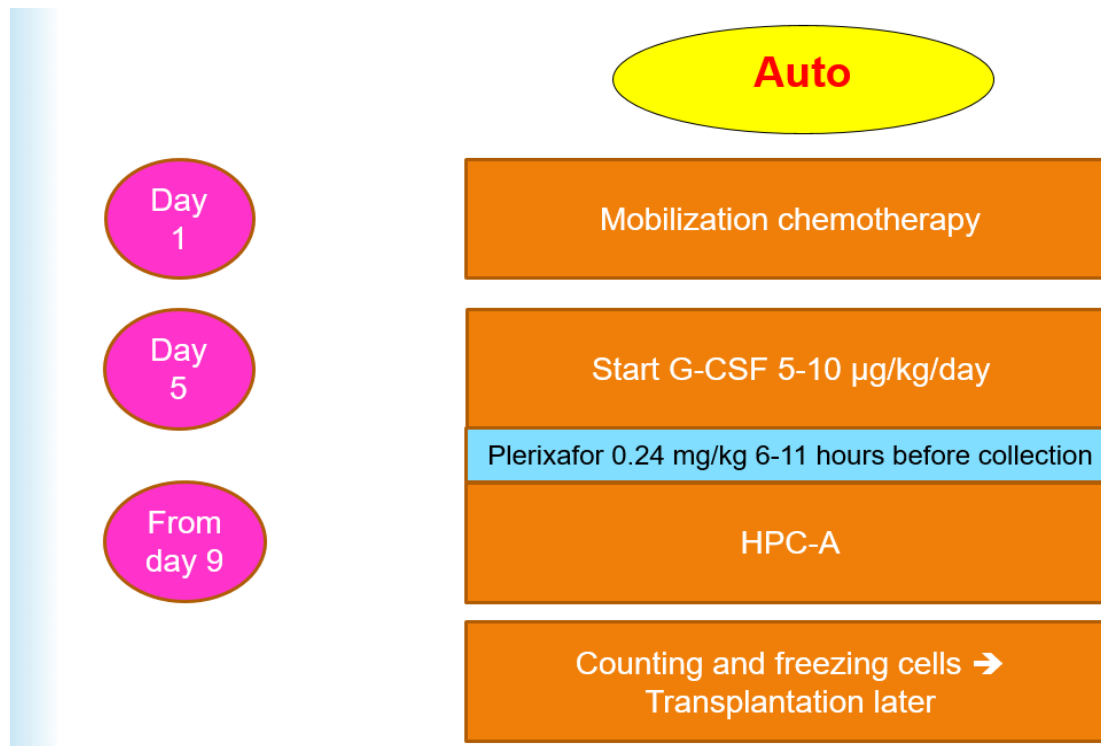 Auto
Day
1
Mobilization chemotherapy
Day
5
Start G-CSF 5-10 µg/kg/day
Plerixafor 0.24 mg/kg 6-11 hours before collection
From
day 9
HPC-A
Counting and freezing cells ➔
Transplantation later